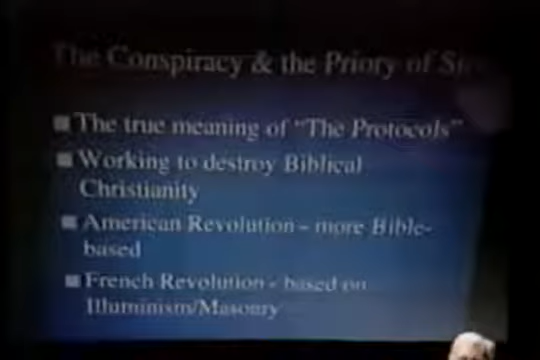 The Conspiracy & the Priory of
The true meaning of "The Protocols"
Working to destroy Biblical
Christianity
American Revolution - more Bible-
based
French Revolution - based on
Illuminism/Masonry